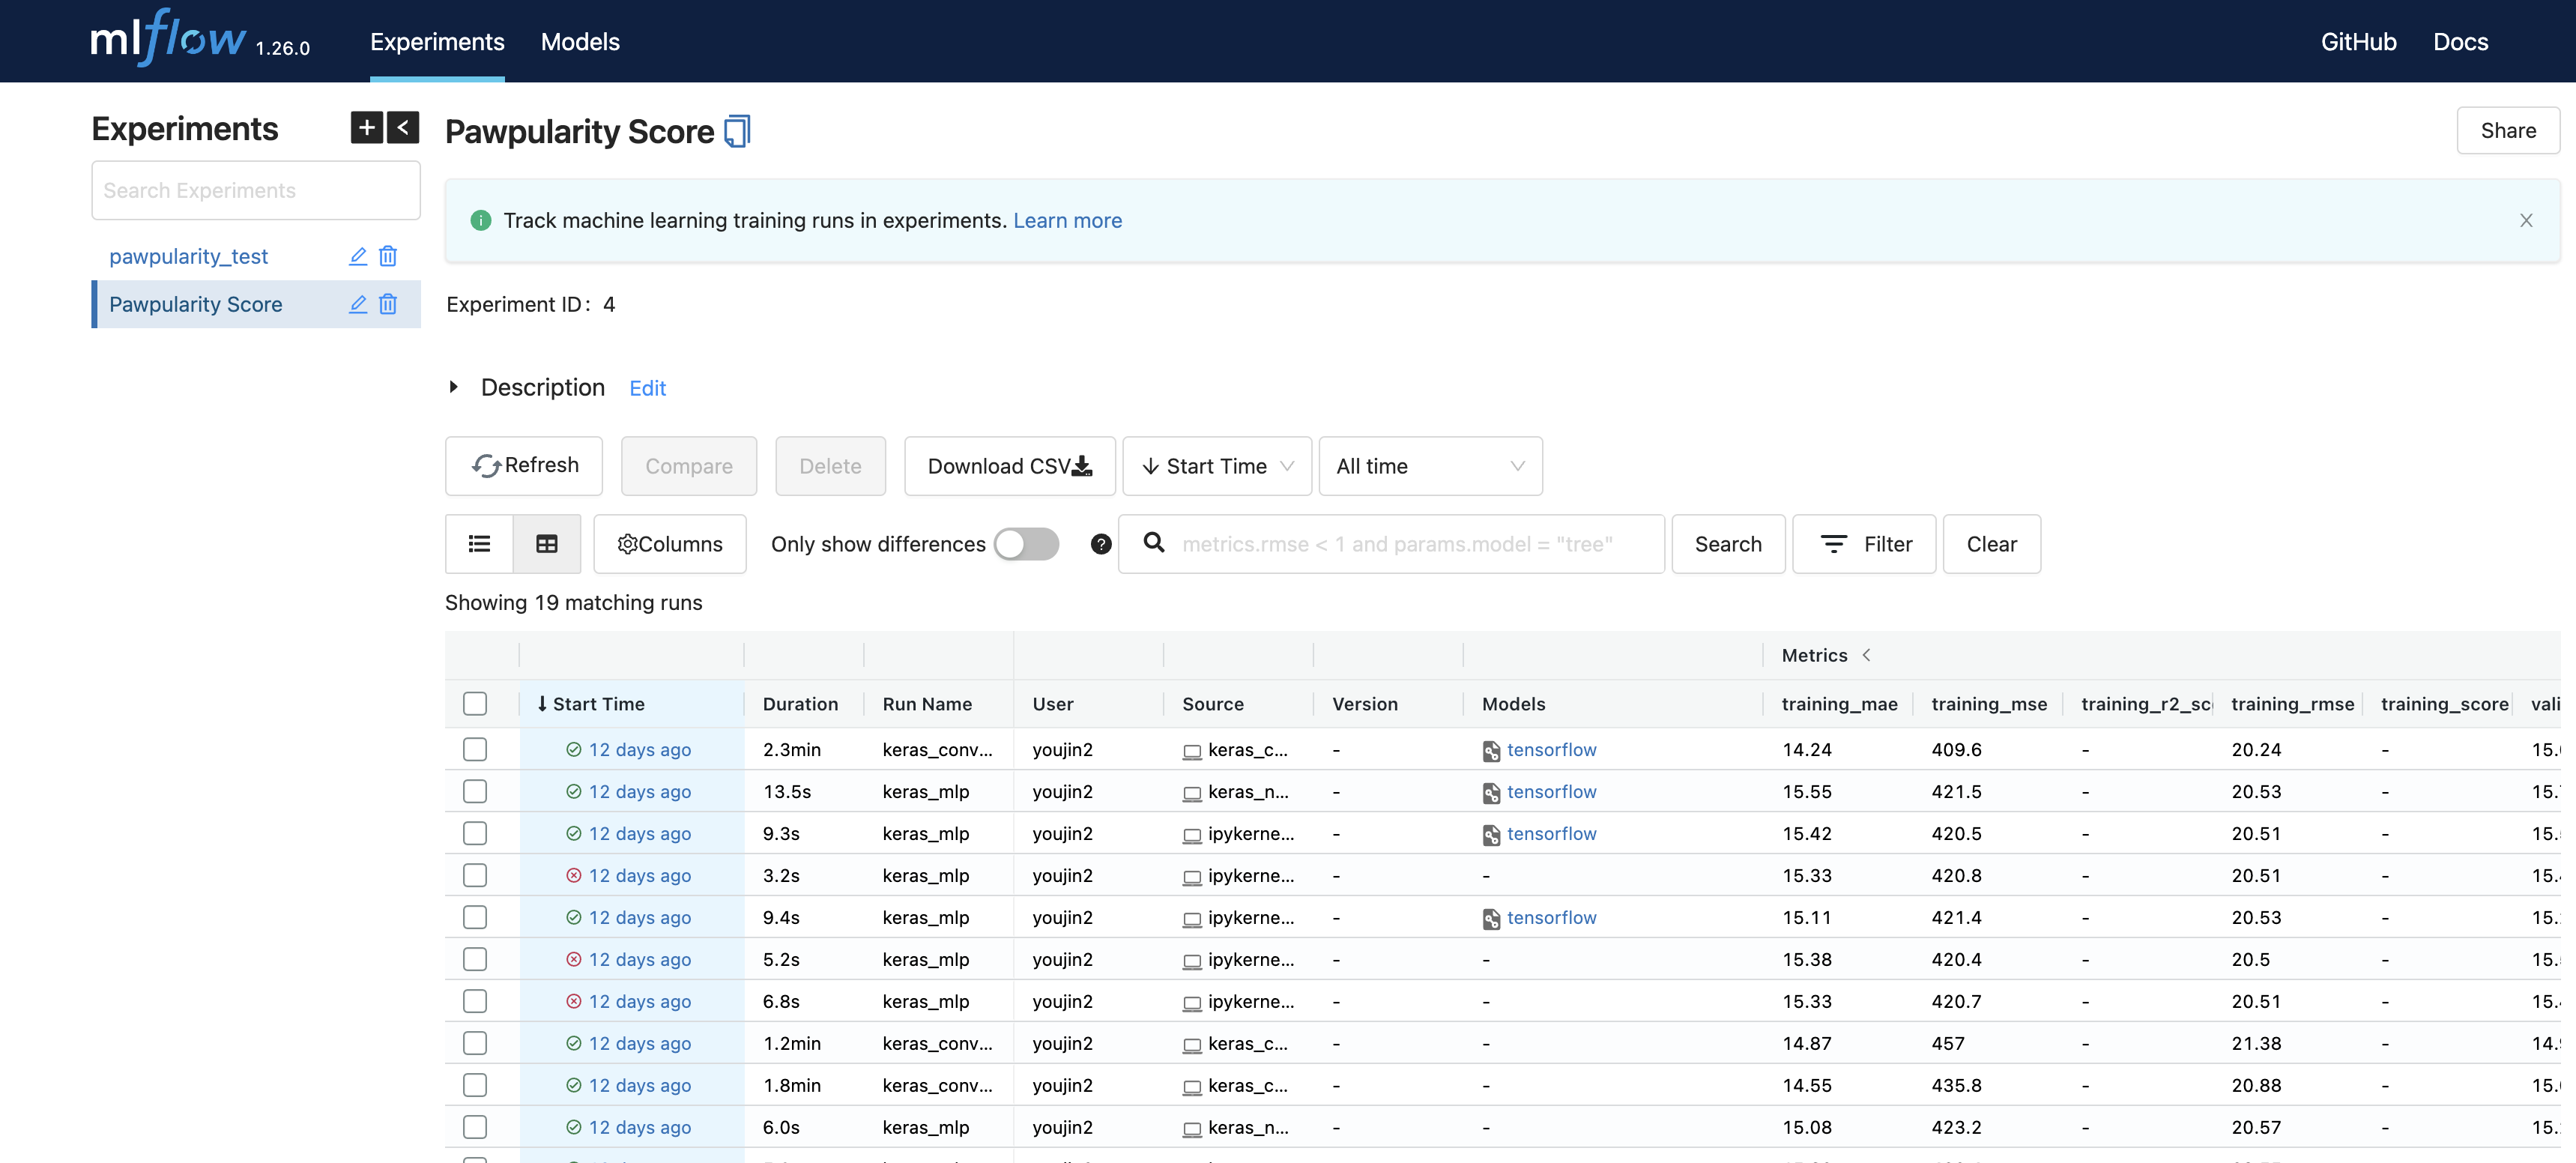 mlflow 1.26.0 Experiments Models GitHub Docs
Experiments
Search Experiments
pawpularity_test
Pawpularity Score
Pawpularity Score
Share
Track machine learning training runs in experiments. Learn more
Experiment ID: 4
Description Edit
Refresh Compare Delete Download CSV Start Time All time
Columns Only show differences metrics.rmse < 1 and params.model = "tree" Search Filter Clear
Showing 19 matching runs
Metrics
Start Time Duration Run Name User Source Version Models training_mae training_mse training_r2_sc training_rmse training_score vali
12 days ago 2.3min keras_conv... youjin2 keras_c... - tensorflow 14.24 409.6 - 20.24 - 15.
12 days ago 13.5s keras_mlp youjin2 keras_n... - tensorflow 15.55 421.5 - 20.53 - 15.
12 days ago 9.3s keras_mlp youjin2 ipykerne... - tensorflow 15.42 420.5 - 20.51 - 15.
12 days ago 3.2s keras_mlp youjin2 ipykerne... - - 15.33 420.8 - 20.51 - 15.
12 days ago 9.4s keras_mlp youjin2 ipykerne... - tensorflow 15.11 421.4 - 20.53 - 15.
12 days ago 5.2s keras_mlp youjin2 ipykerne... - - 15.38 420.4 - 20.5 - 15.
12 days ago 6.8s keras_mlp youjin2 ipykerne... - - 15.33 420.7 - 20.51 - 15.
12 days ago 1.2min keras_conv... youjin2 keras_c... - - 14.87 457 - 21.38 - 14.
12 days ago 1.8min keras_conv... youjin2 keras_c... - - 14.55 435.8 - 20.88 - 15.
12 days ago 6.0s keras_mlp youjin2 keras_n... - - 15.08 423.2 - 20.57 - 15.